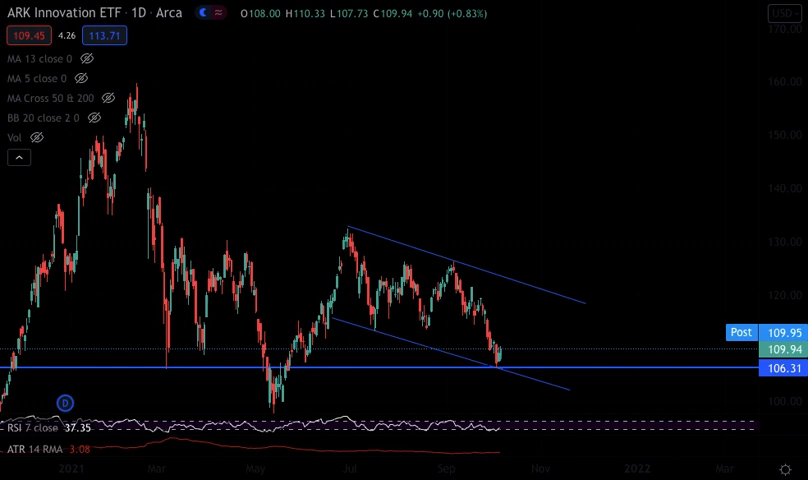 ARK Innovation ETF · 1D · Arca O108.00 H110.33 L107.73 C109.94 +0.90 (+0.83%) USD
170.00
109.45 4.26 113.71
MA 13 close 0
MA 5 close 0
160.00
MA Cross 50 & 200
BB 20 close 2 0
Vol
150.00
140.00
130.00
120.00
Post 109.95
109.94
106.31
D
100.00
RSI 7 close 37.35
ATR 14 RMA 3.08
2021 Mar May Jul Sep Nov 2022 Mar